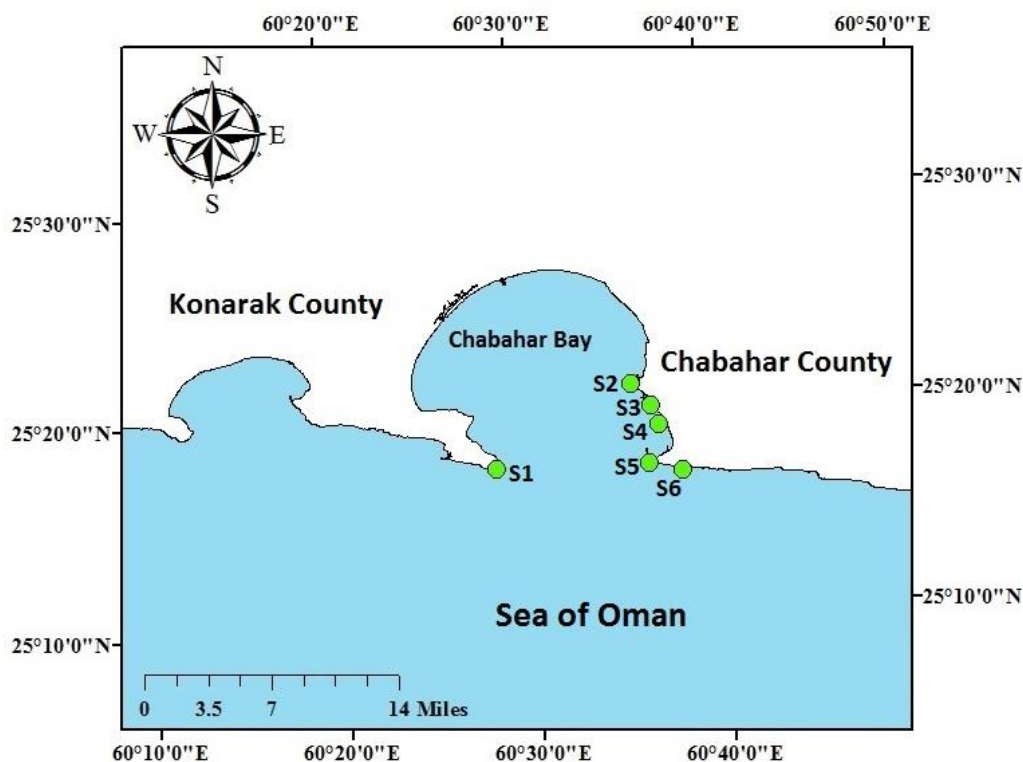 60°20'0"E 60°30'0"E 60°40'0"E 60°50'0"E
N
W E
S
25°30'0"N
25°30'0"N
Konarak County
Chabahar Bay
Chabahar County
S2
25°20'0"N
S3
S4
25°20'0"N
S5
S1
S6
25°10'0"N
Sea of Oman
25°10'0"N
0 3.5 7 14 Miles
60°10'0"E 60°20'0"E 60°30'0"E 60°40'0"E